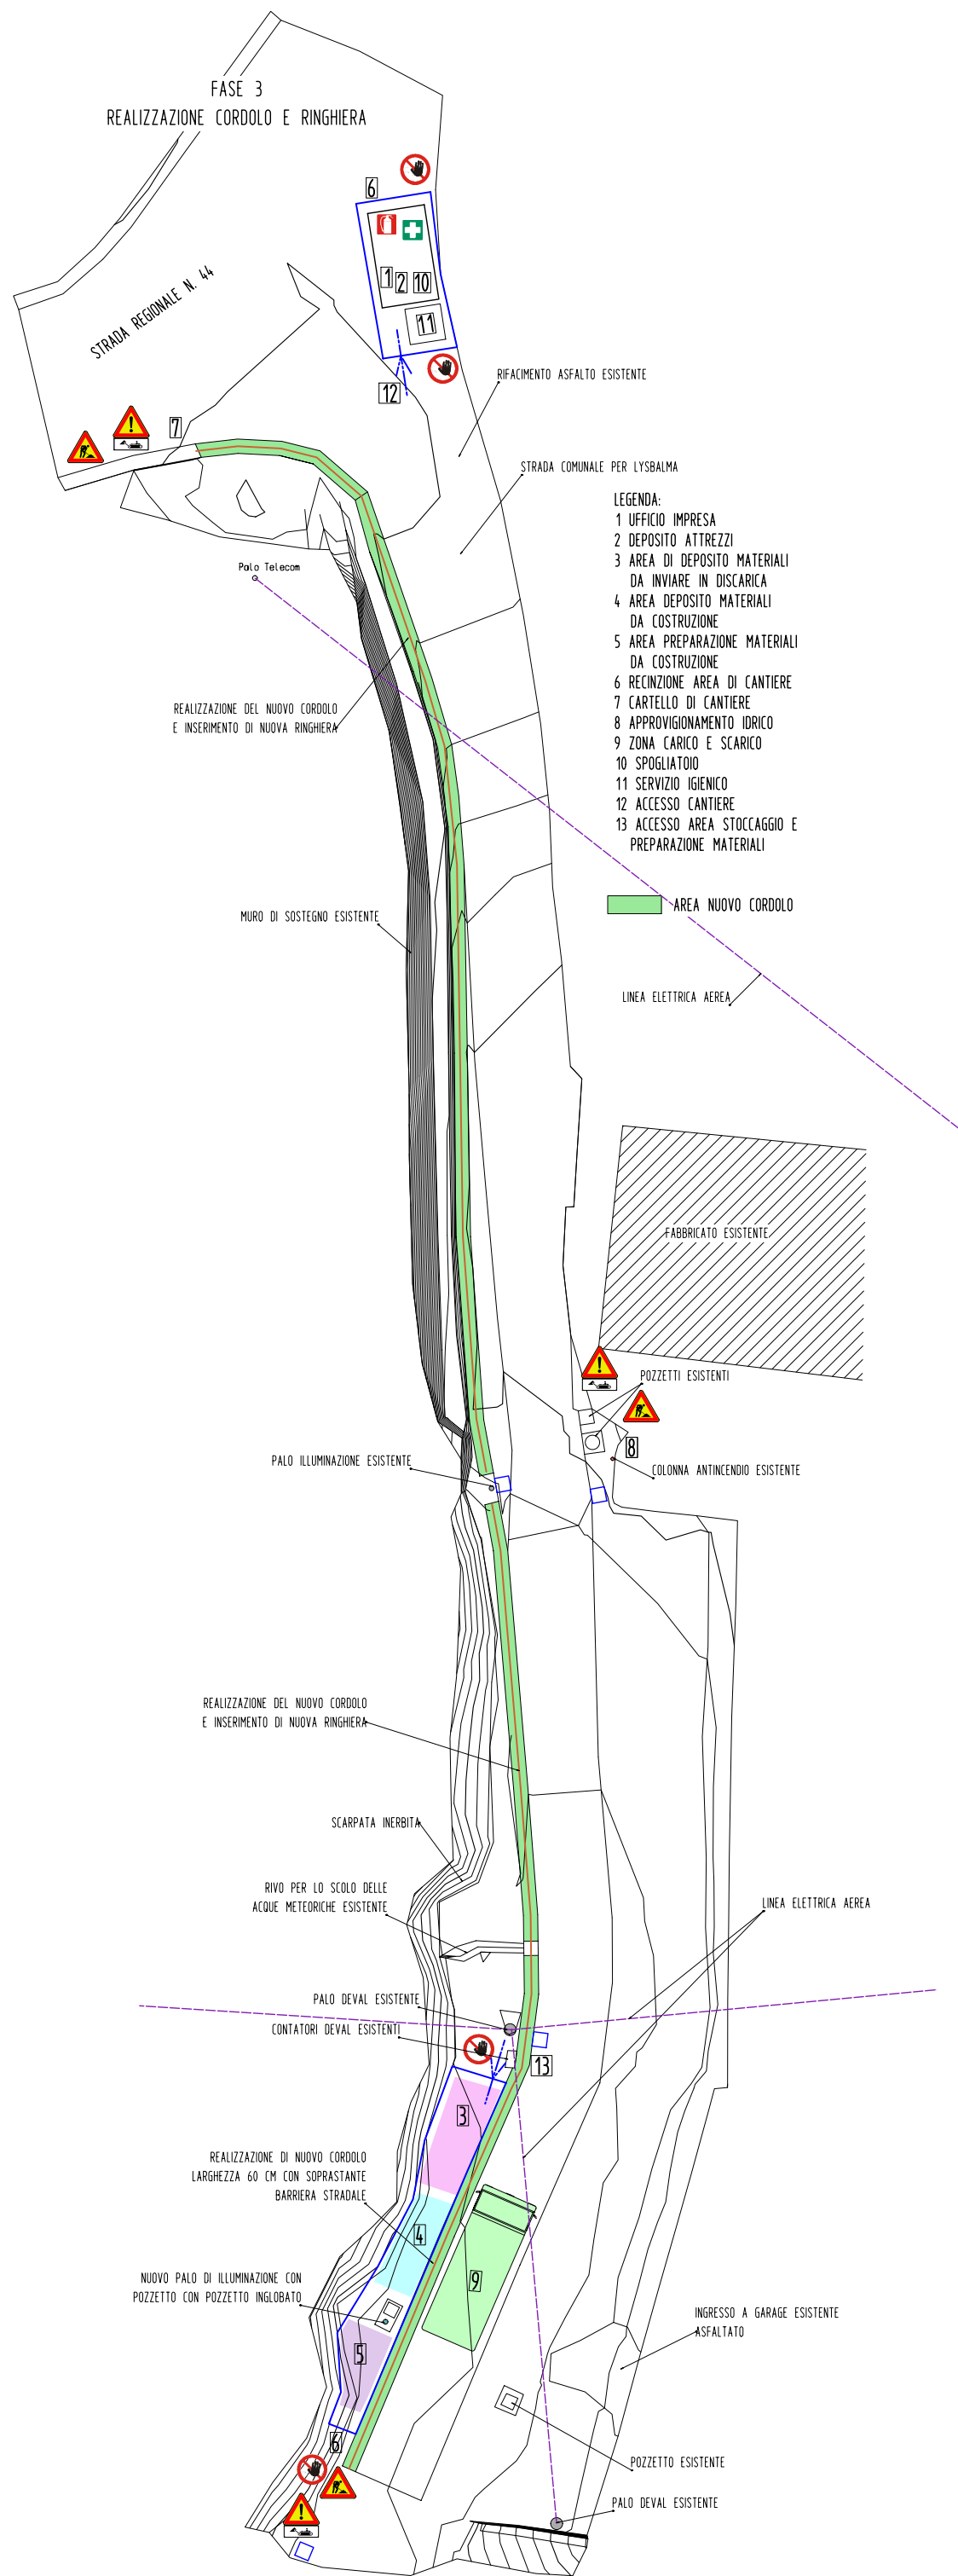 FASE 3
REALIZZAZIONE CORDOLO E RINGHIERA
6
1 2 10
11
12
STRADA REGIONALE N. 44
7
RIFACIMENTO ASFALTO ESISTENTE
STRADA COMUNALE PER LYSBALMA
LEGENDA:
1 UFFICIO IMPRESA
2 DEPOSITO ATTREZZI
3 AREA DI DEPOSITO MATERIALI
DA INVIARE IN DISCARICA
4 AREA DEPOSITO MATERIALI
DA COSTRUZIONE
5 AREA PREPARAZIONE MATERIALI
DA COSTRUZIONE
6 RECINZIONE AREA DI CANTIERE
7 CARTELLO DI CANTIERE
8 APPROVIGIONAMENTO IDRICO
9 ZONA CARICO E SCARICO
10 SPOGLIATOIO
11 SERVIZIO IGIENICO
12 ACCESSO CANTIERE
13 ACCESSO AREA STOCCAGGIO E
PREPARAZIONE MATERIALI
AREA NUOVO CORDOLO
Palo Telecom
REALIZZAZIONE DEL NUOVO CORDOLO
E INSERIMENTO DI NUOVA RINGHIERA
MURO DI SOSTEGNO ESISTENTE
LINEA ELETTRICA AEREA
FABBRICATO ESISTENTE
POZZETTI ESISENTI
8
PALO ILLUMINAZIONE ESISTENTE
COLONNA ANTINCENDIO ESISTENTE
REALIZZAZIONE DEL NUOVO CORDOLO
E INSERIMENTO DI NUOVA RINGHIERA
SCARPATA INERBITA
RIVO PER LO SCOLO DELLE
ACQUE METEORICHE ESISTENTE
LINEA ELETTRICA AEREA
PALO DEVAL ESISTENTE
CONTATORI DEVAL ESISTENTI
13
3
REALIZZAZIONE DI NUOVO CORDOLO
LARGHEZZA 60 CM CON SOPRASTANTE
BARRIERA STRADALE
4
9
NUOVO PALO DI ILLUMINAZIONE CON
POZZETTO CON POZZETTO INGLOBATO
5
INGRESSO A GARAGE ESISTENTE
ASFALTATO
6
POZZETTO ESISTENTE
PALO DEVAL ESISTENTE